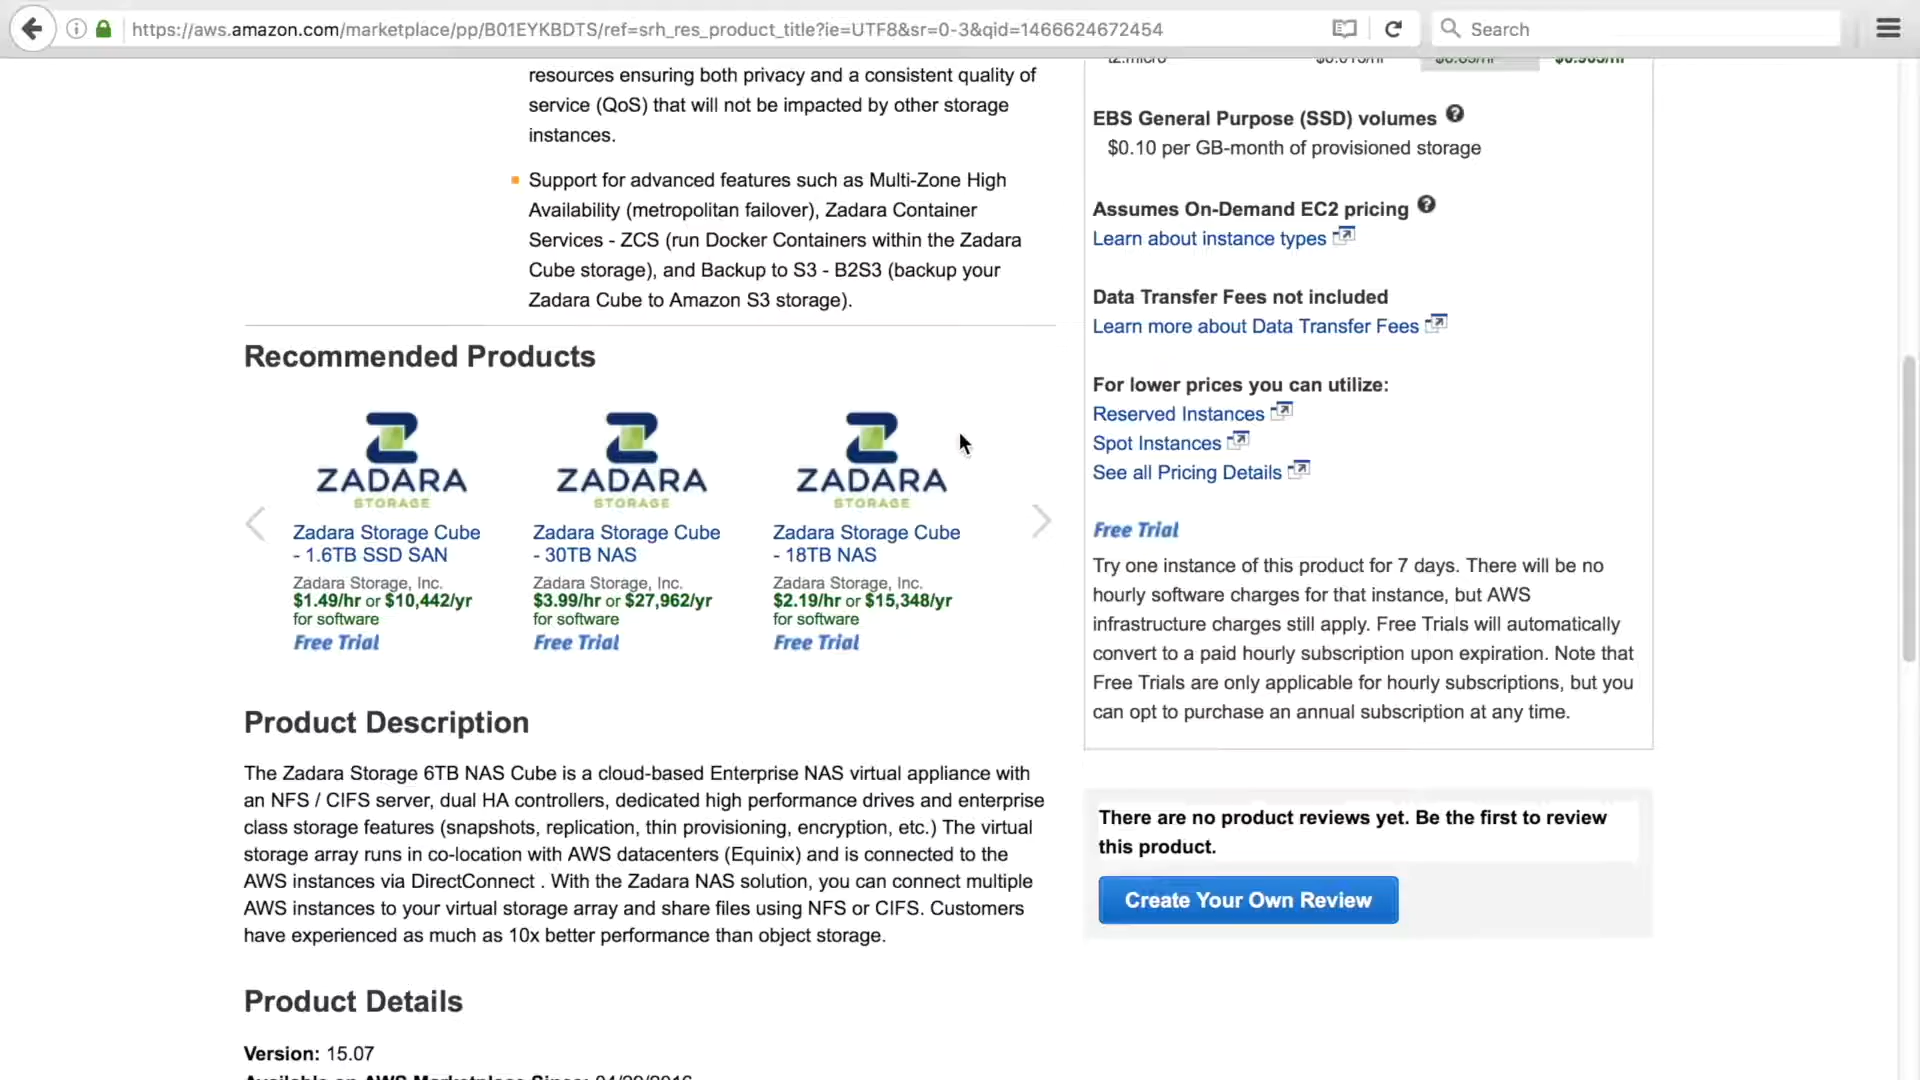 https://aws.amazon.com/marketplace/pp/B01EYKBDTS/ref=srh_res_product_title?ie=UTF8&sr=0-3&qid=1466624672454
Search
resources ensuring both privacy and a consistent quality of
service (QoS) that will not be impacted by other storage
instances.
Support for advanced features such as Multi-Zone High
Availability (metropolitan failover), Zadara Container
Services - ZCS (run Docker Containers within the Zadara
Cube storage), and Backup to S3 - B2S3 (backup your
Zadara Cube to Amazon S3 storage).
Recommended Products
ZADARA
STORAGE
Zadara Storage Cube
- 1.6TB SSD SAN
Zadara Storage, Inc.
$1.49/hr or $10,442/yr
for software
Free Trial
ZADARA
STORAGE
Zadara Storage Cube
- 30TB NAS
Zadara Storage, Inc.
$3.99/hr or $27,962/yr
for software
Free Trial
ZADARA
STORAGE
Zadara Storage Cube
- 18TB NAS
Zadara Storage, Inc.
$2.19/hr or $15,348/yr
for software
Free Trial
Product Description
The Zadara Storage 6TB NAS Cube is a cloud-based Enterprise NAS virtual appliance with
an NFS / CIFS server, dual HA controllers, dedicated high performance drives and enterprise
class storage features (snapshots, replication, thin provisioning, encryption, etc.) The virtual
storage array runs in co-location with AWS datacenters (Equinix) and is connected to the
AWS instances via DirectConnect . With the Zadara NAS solution, you can connect multiple
AWS instances to your virtual storage array and share files using NFS or CIFS. Customers
have experienced as much as 10x better performance than object storage.
Product Details
Version: 15.07
Available on AWS Marketplace Since:
t2.micro
EBS General Purpose (SSD) volumes
$0.10 per GB-month of provisioned storage
Assumes On-Demand EC2 pricing
Learn about instance types
Data Transfer Fees not included
Learn more about Data Transfer Fees
For lower prices you can utilize:
Reserved Instances
Spot Instances
See all Pricing Details
Free Trial
Try one instance of this product for 7 days. There will be no
hourly software charges for that instance, but AWS
infrastructure charges still apply. Free Trials will automatically
convert to a paid hourly subscription upon expiration. Note that
Free Trials are only applicable for hourly subscriptions, but you
can opt to purchase an annual subscription at any time.
There are no product reviews yet. Be the first to review
this product.
Create Your Own Review